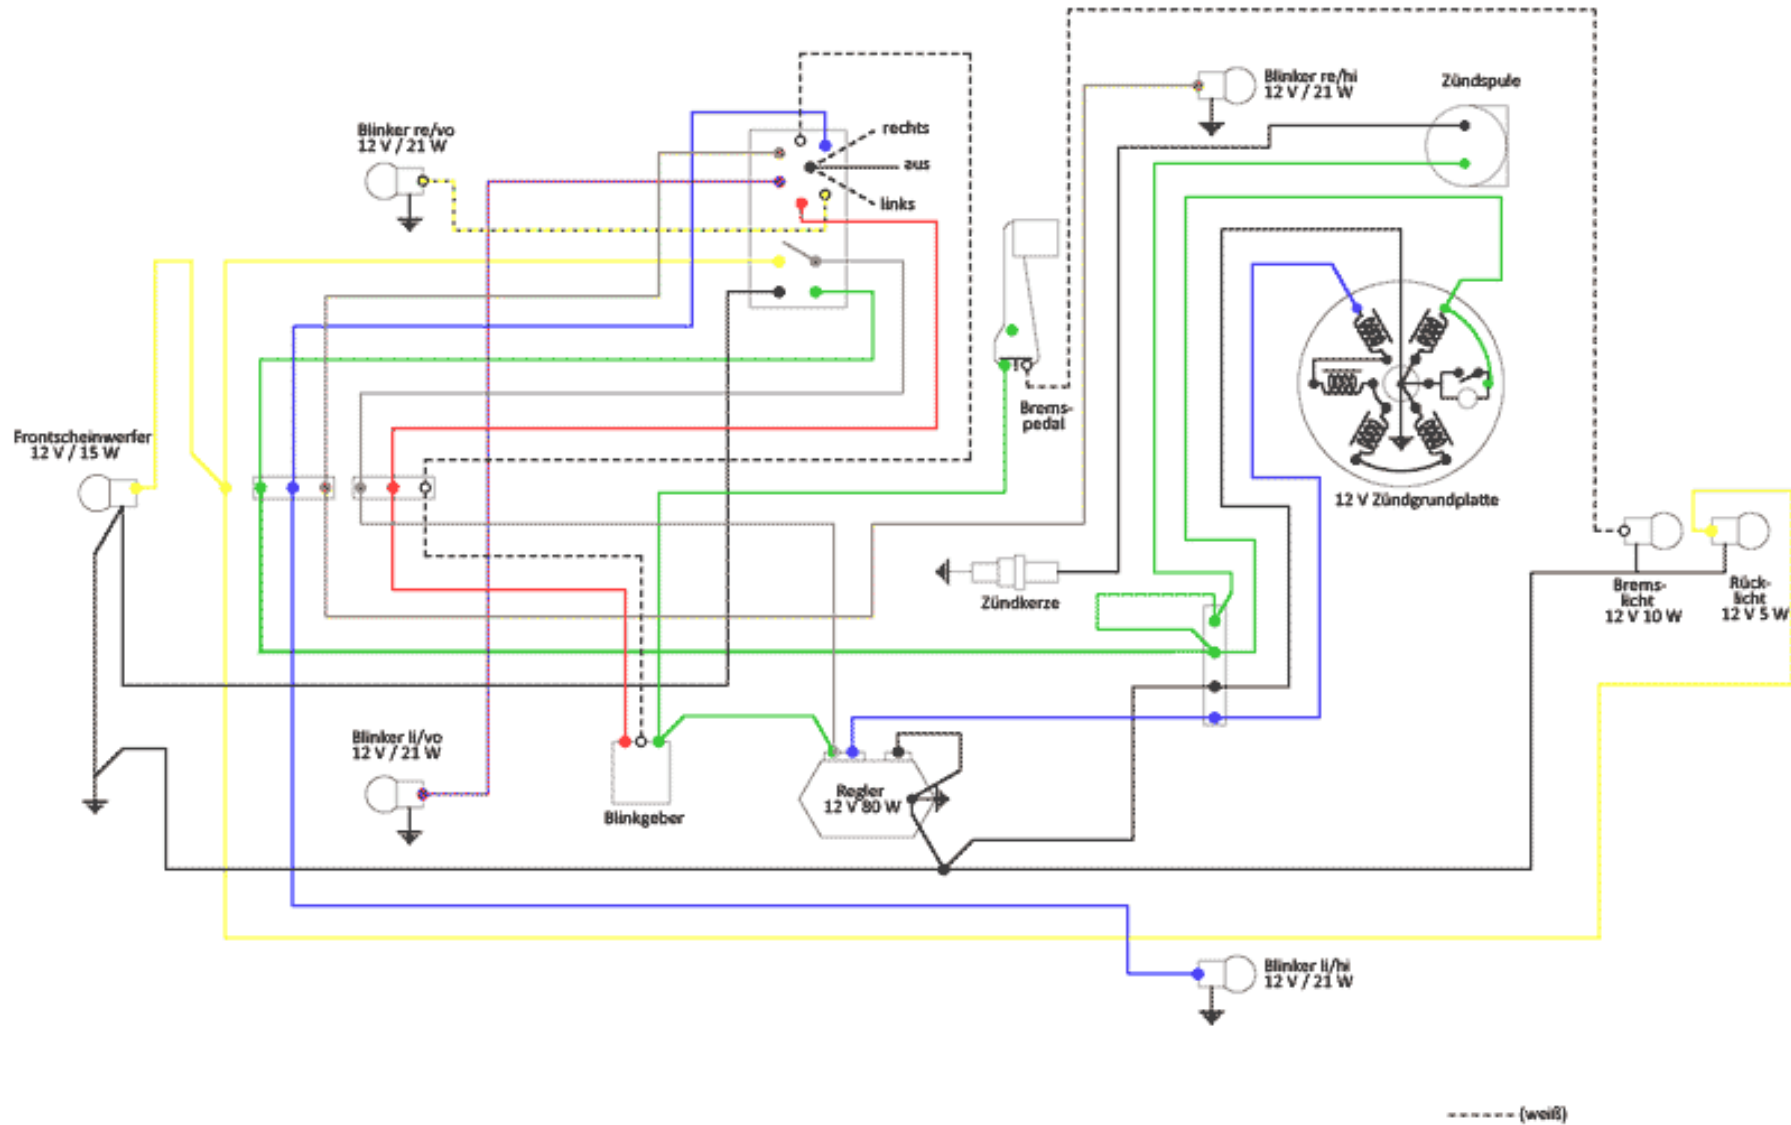 Blinker re/hi
12 V / 21 W
Zündspule
Blinker re/vo
12 V / 21 W
rechts
aus
links
Brems-
pedal
Frontscheinwerfer
12 V / 15 W
12 V Zündgrundplatte
Zündkerze
Brems-
licht
12 V 10 W
Rück-
licht
12 V 5 W
Blinker li/vo
12 V / 21 W
Regler
12 V 80 W
Blinkgeber
Blinker li/hi
12 V / 21 W
(weiß)